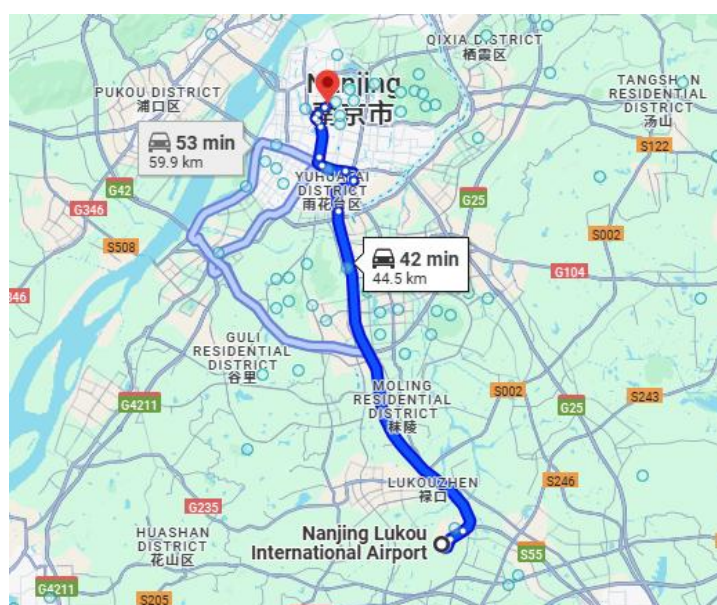 QIXIA DISTRICT
栖霞区
Nanjing
南京市
PUKOU DISTRICT
浦口区
TANGSHAN
RESIDENTIAL
DISTRICT
汤山
53 min
59.9 km
S122
G42
YUHUATAI
DISTRICT
雨花台区
G25
G346
S002
S508
42 min
44.5 km
G104
346
GULI
RESIDENTIAL
DISTRICT
谷里
MOLING
RESIDENTIAL
DISTRICT
秣陵
S002
S243
G4211
G25
LUKOUZHEN
禄口
S246
G235
Nanjing Lukou
International Airport
HUASHAN
DISTRICT
花山区
S55
G4211
S205